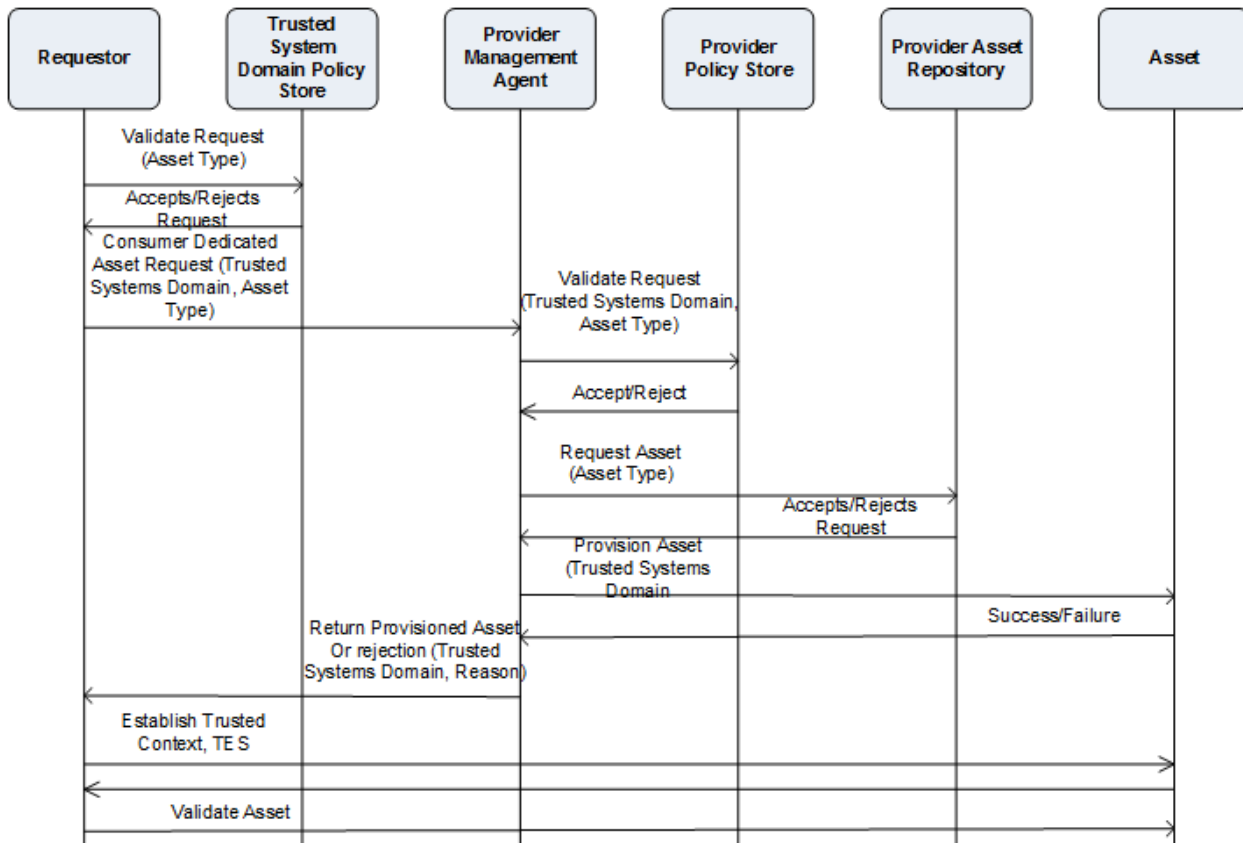 Requestor
Trusted
System
Domain Policy
Store
Provider
Management
Agent
Provider
Policy Store
Provider Asset
Repository
Asset
Validate Request
(Asset Type)
Accepts/Rejects
Request
Consumer Dedicated
Asset Request (Trusted
Systems Domain, Asset
Type)
Validate Request
(Trusted Systems Domain,
Asset Type)
Accept/Reject
Request Asset
(Asset Type)
Accepts/Rejects
Request
Provision Asset
(Trusted Systems
Domain
Success/Failure
Return Provisioned Asset
Or rejection (Trusted
Systems Domain, Reason)
Establish Trusted
Context, TES
Validate Asset